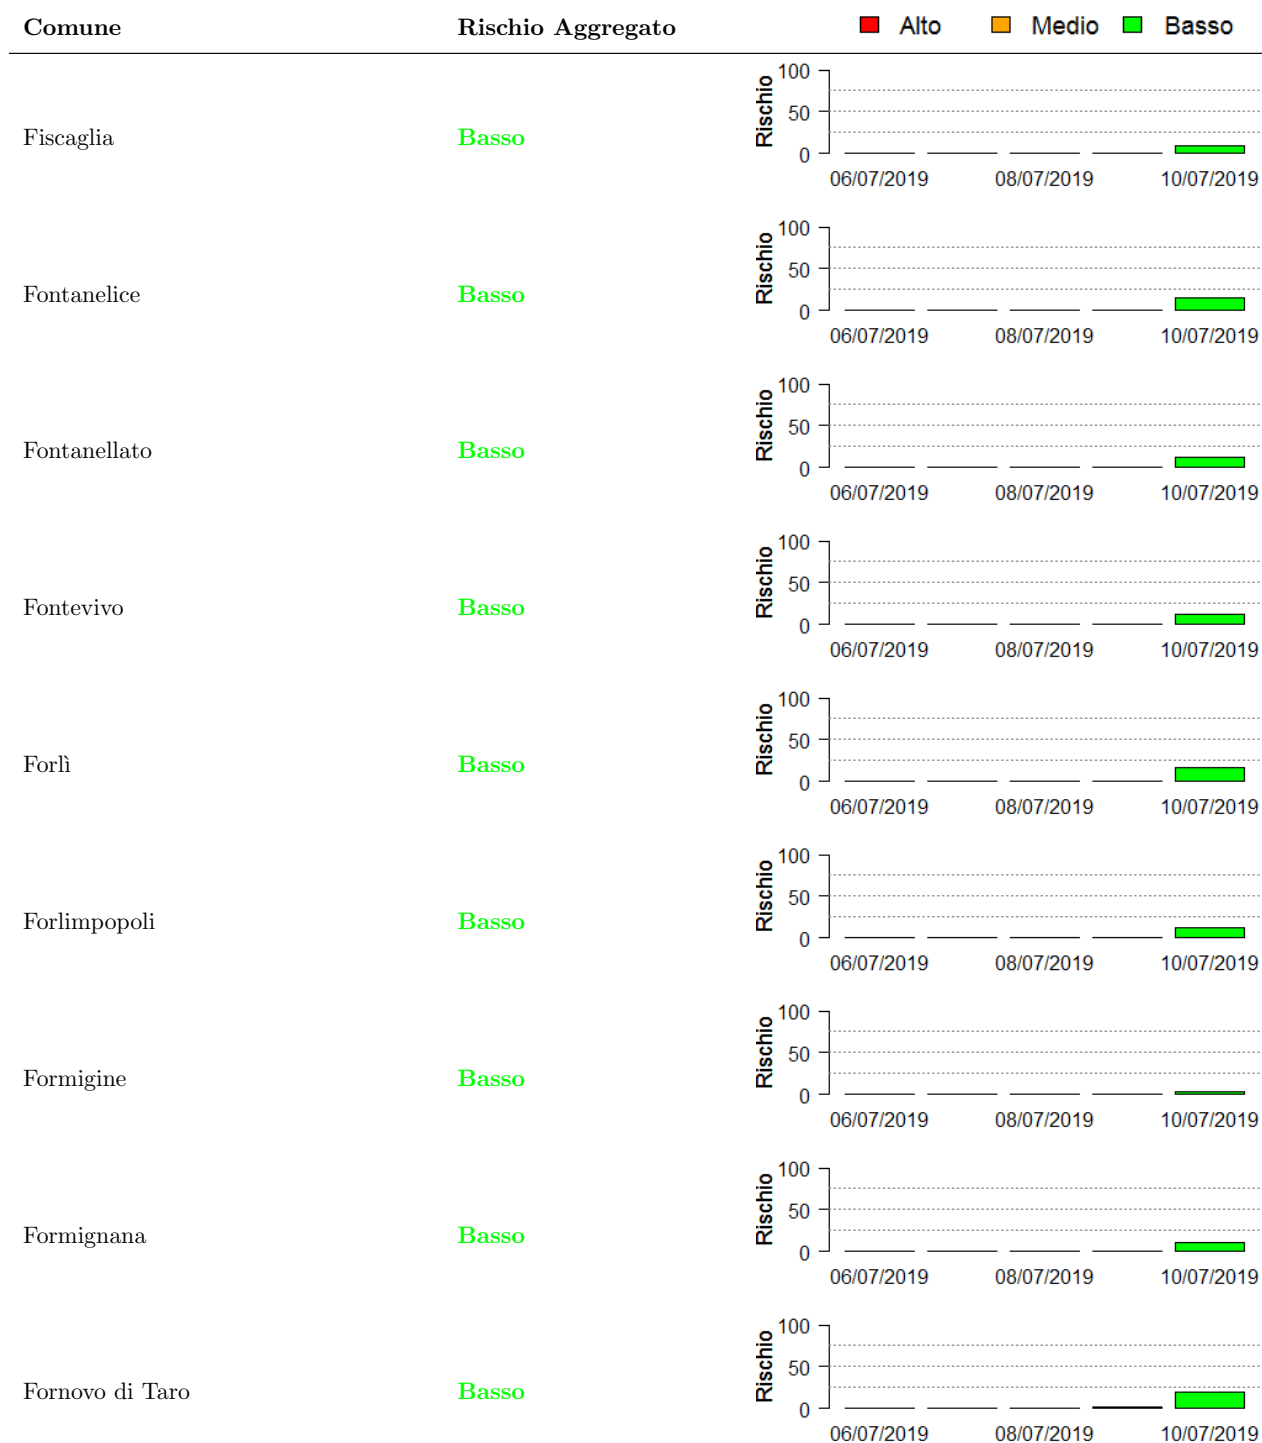 Comune Rischio Aggregato Alto Medio Basso
Fiscaglia Basso
Rischio
100
50
0
06/07/2019 08/07/2019 10/07/2019
Fontanelice Basso
Rischio
100
50
0
06/07/2019 08/07/2019 10/07/2019
Fontanellato Basso
Rischio
100
50
0
06/07/2019 08/07/2019 10/07/2019
Fontevivo Basso
Rischio
100
50
0
06/07/2019 08/07/2019 10/07/2019
Forlì Basso
Rischio
100
50
0
06/07/2019 08/07/2019 10/07/2019
Forlimpopoli Basso
Rischio
100
50
0
06/07/2019 08/07/2019 10/07/2019
Formigine Basso
Rischio
100
50
0
06/07/2019 08/07/2019 10/07/2019
Formignana Basso
Rischio
100
50
0
06/07/2019 08/07/2019 10/07/2019
Fornovo di Taro Basso
Rischio
100
50
0
06/07/2019 08/07/2019 10/07/2019